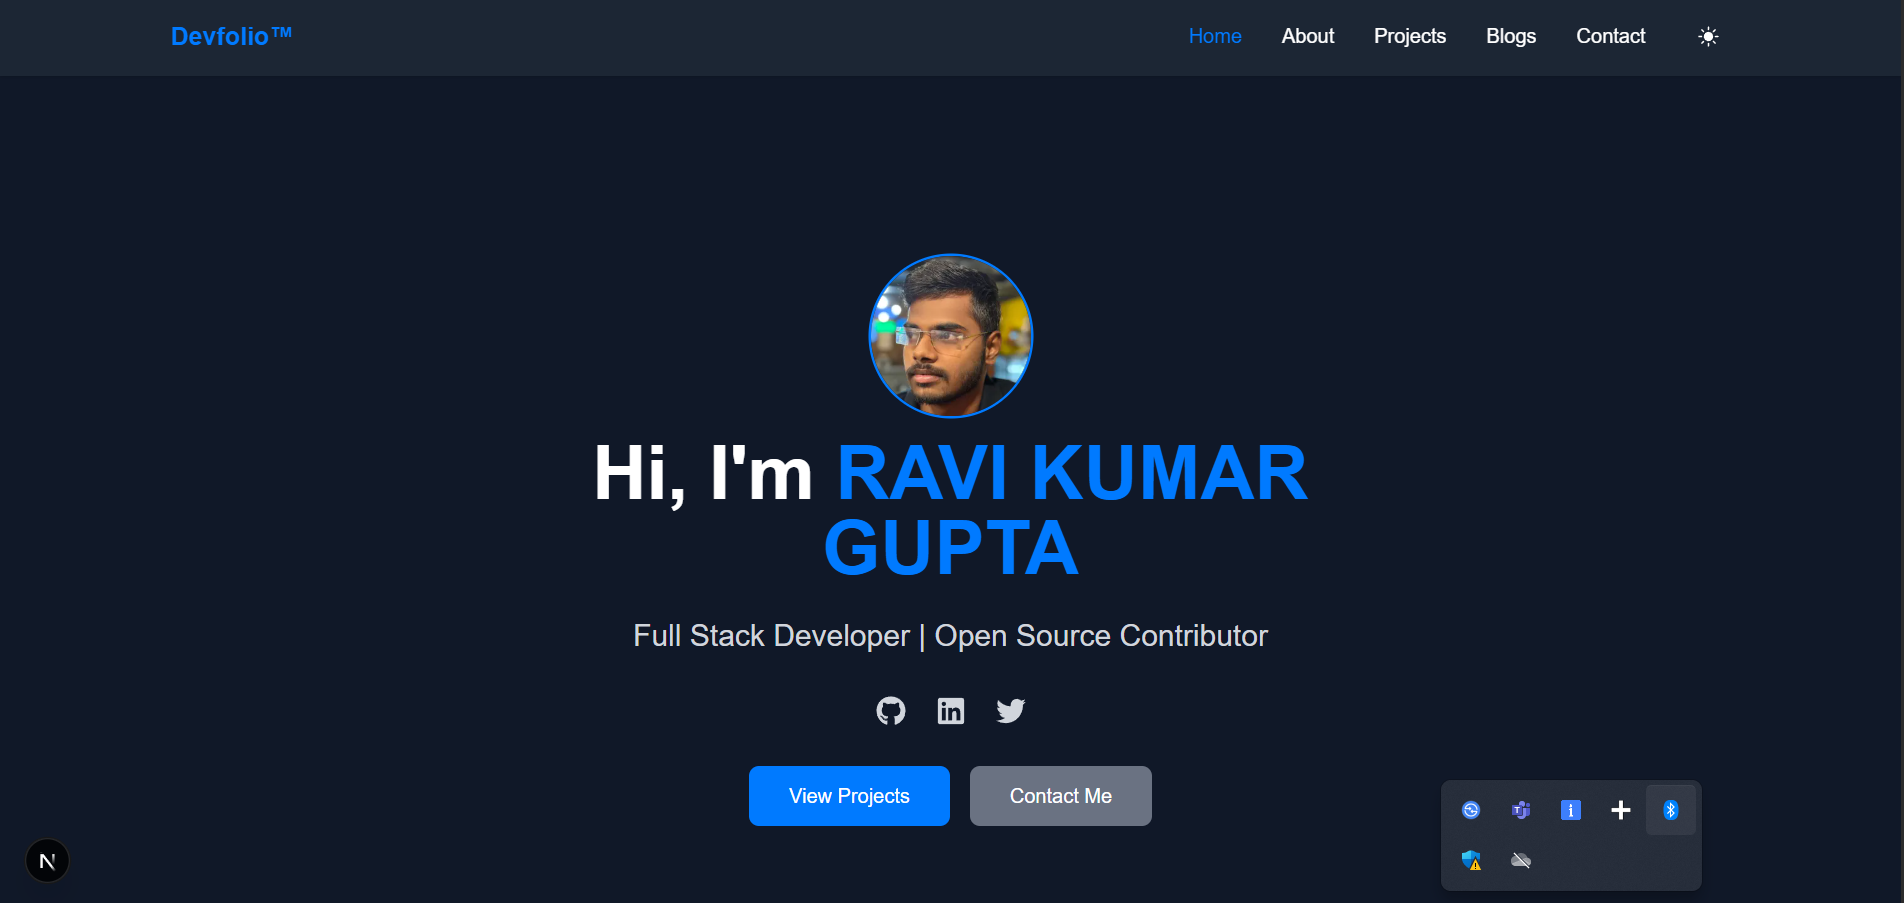 Devfolio™
Home About Projects Blogs Contact
Hi, I'm RAVI KUMAR
GUPTA
Full Stack Developer | Open Source Contributor
View Projects Contact Me